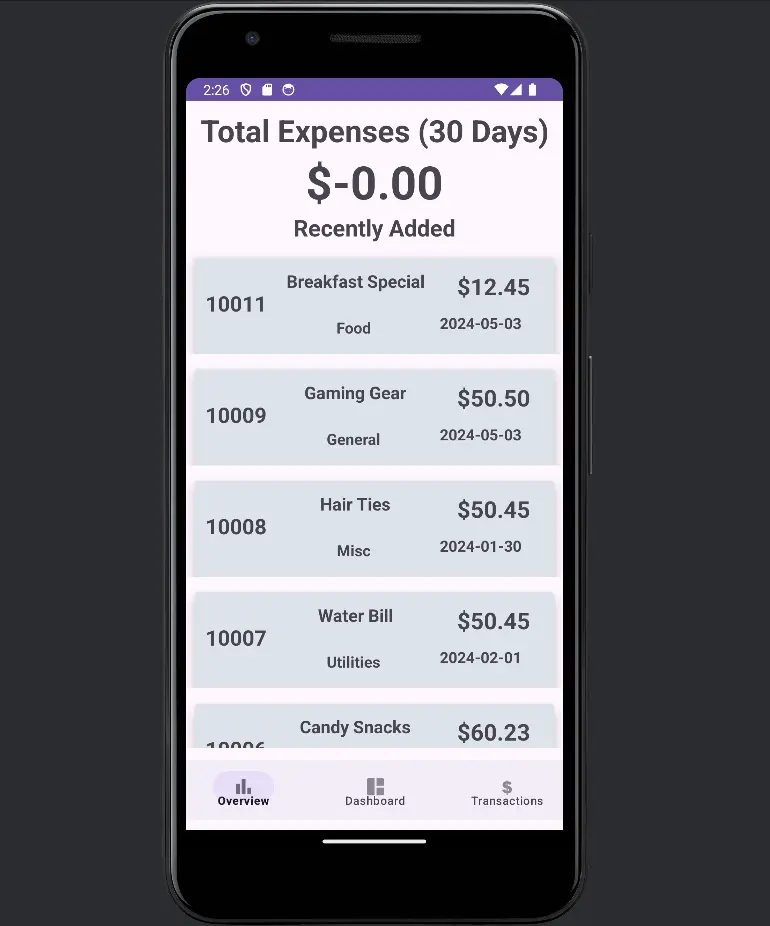 2:26
Total Expenses (30 Days)
$-0.00
Recently Added
10011
Breakfast Special
Food
$12.45
2024-05-03
10009
Gaming Gear
General
$50.50
2024-05-03
10008
Hair Ties
Misc
$50.45
2024-01-30
10007
Water Bill
Utilities
$50.45
2024-02-01
Candy Snacks
$60.23
Overview
Dashboard
$
Transactions